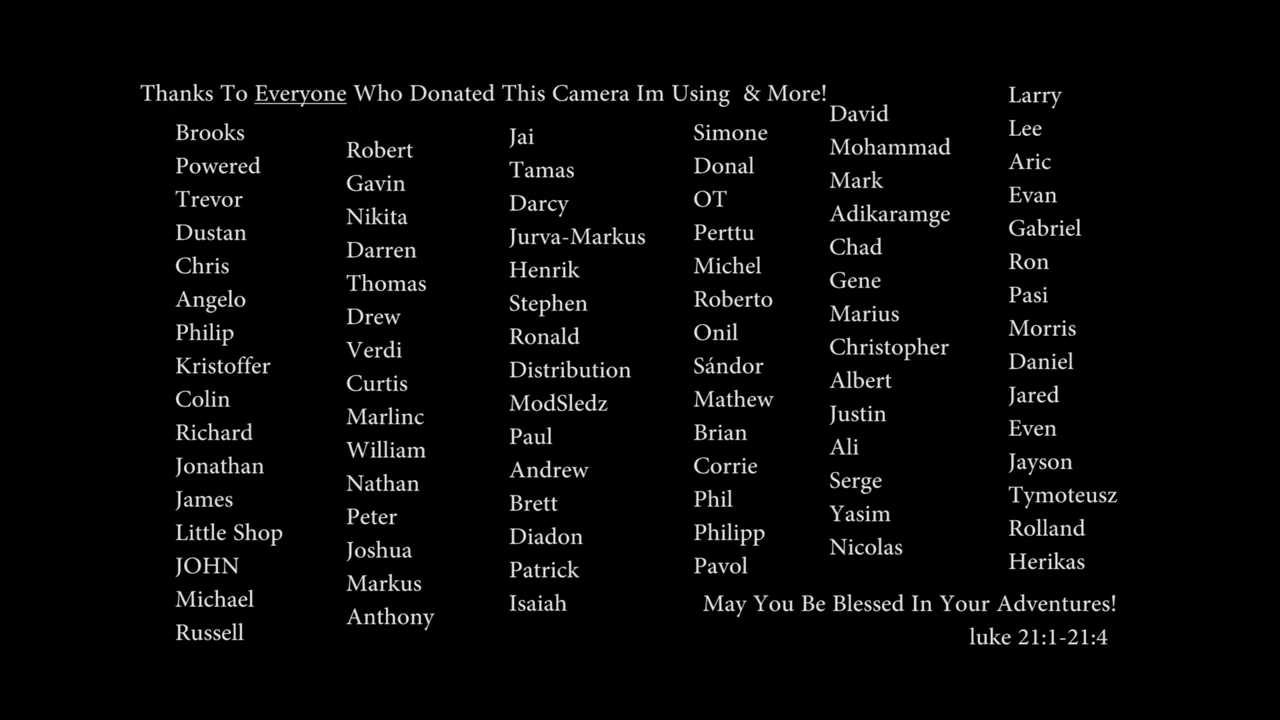 Thanks To Everyone Who Donated This Camera Im Using & More!
Brooks
Powered
Trevor
Dustan
Chris
Angelo
Philip
Kristoffer
Colin
Richard
Jonathan
James
Little Shop
JOHN
Michael
Russell
Robert
Gavin
Nikita
Darren
Thomas
Drew
Verdi
Curtis
Marlinc
William
Nathan
Peter
Joshua
Markus
Anthony
Jai
Tamas
Darcy
Jurva-Markus
Henrik
Stephen
Ronald
Distribution
ModSledz
Paul
Andrew
Brett
Diadon
Patrick
Isaiah
Simone
Donal
OT
Perttu
Michel
Roberto
Onil
Sándor
Mathew
Brian
Corrie
Phil
Philipp
Pavol
David
Mohammad
Mark
Adikaramge
Chad
Gene
Marius
Christopher
Albert
Justin
Ali
Serge
Yasim
Nicolas
Larry
Lee
Aric
Evan
Gabriel
Ron
Pasi
Morris
Daniel
Jared
Even
Jayson
Tymoteusz
Rolland
Herikas
May You Be Blessed In Your Adventures!
luke 21:1-21:4